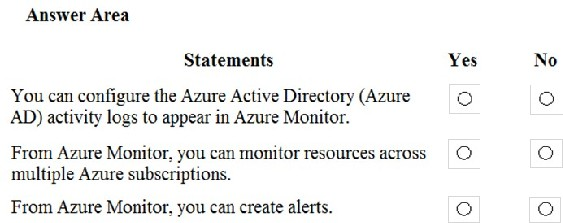 Answer Area
Statements Yes No
You can configure the Azure Active Directory (Azure
AD) activity logs to appear in Azure Monitor.
From Azure Monitor, you can monitor resources across
multiple Azure subscriptions.
From Azure Monitor, you can create alerts.